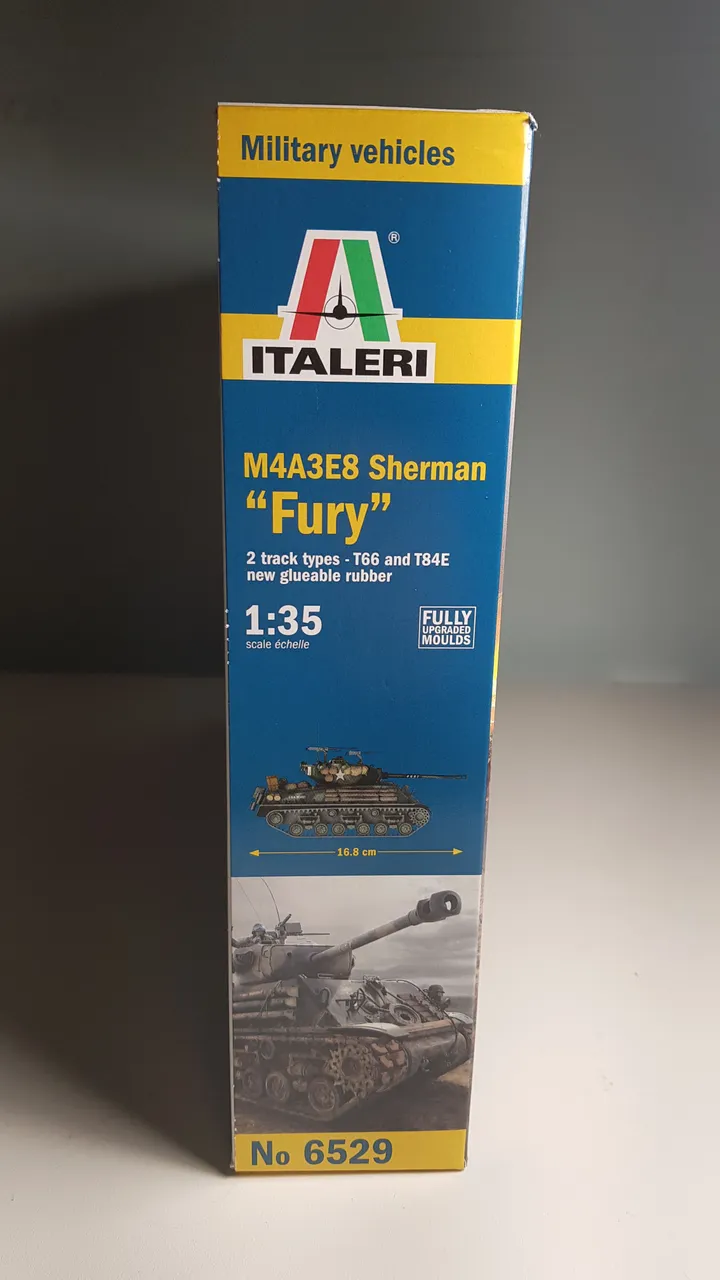 Military vehicles
®
ITALERI
M4A3E8 Sherman
“Fury”
2 track types - T66 and T84E
new glueable rubber
1:35
scale échelle
FULLY
UPGRADED
MOULDS
16.8 cm
No 6529